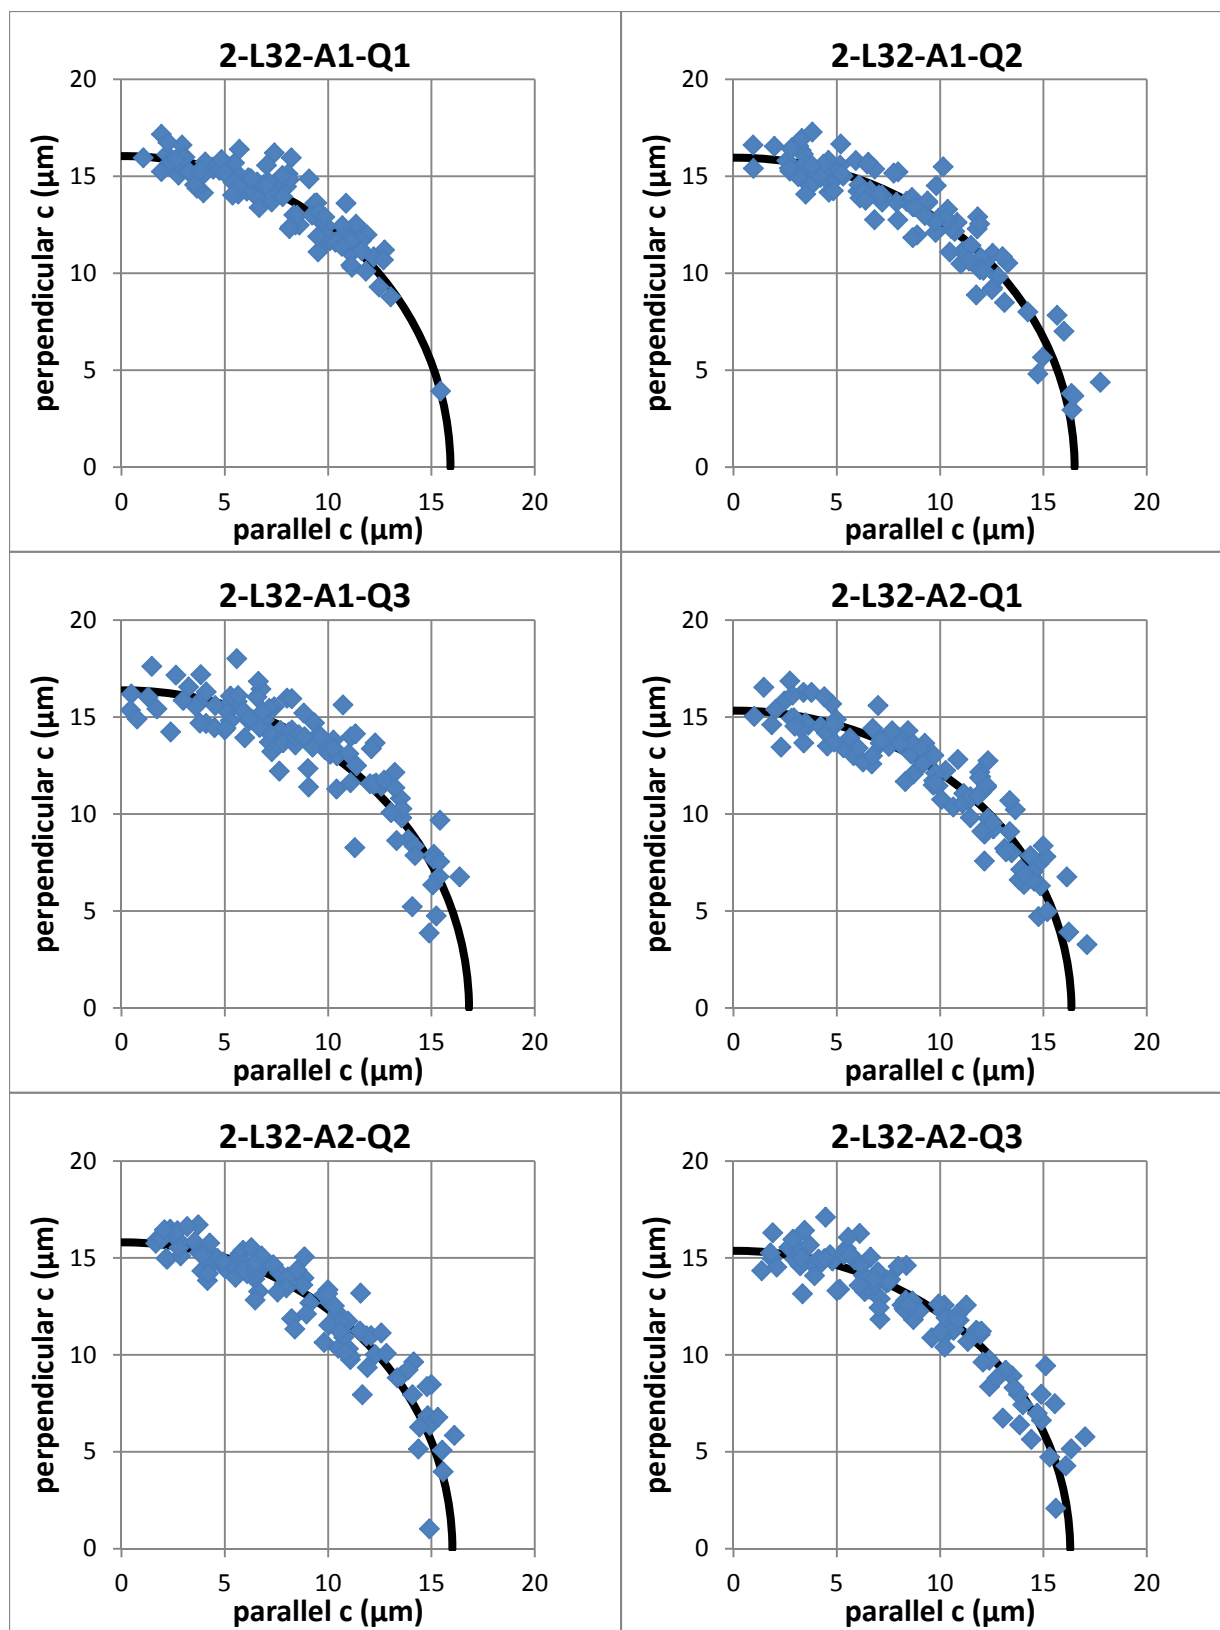 2-L32-A1-Q1
20
15
10
5
0
perpendicular c (µm)
0 5 10 15 20
parallel c (µm)
2-L32-A1-Q2
20
15
10
5
0
perpendicular c (µm)
0 5 10 15 20
parallel c (µm)
2-L32-A1-Q3
20
15
10
5
0
perpendicular c (µm)
0 5 10 15 20
parallel c (µm)
2-L32-A2-Q1
20
15
10
5
0
perpendicular c (µm)
0 5 10 15 20
parallel c (µm)
2-L32-A2-Q2
20
15
10
5
0
perpendicular c (µm)
0 5 10 15 20
parallel c (µm)
2-L32-A2-Q3
20
15
10
5
0
perpendicular c (µm)
0 5 10 15 20
parallel c (µm)